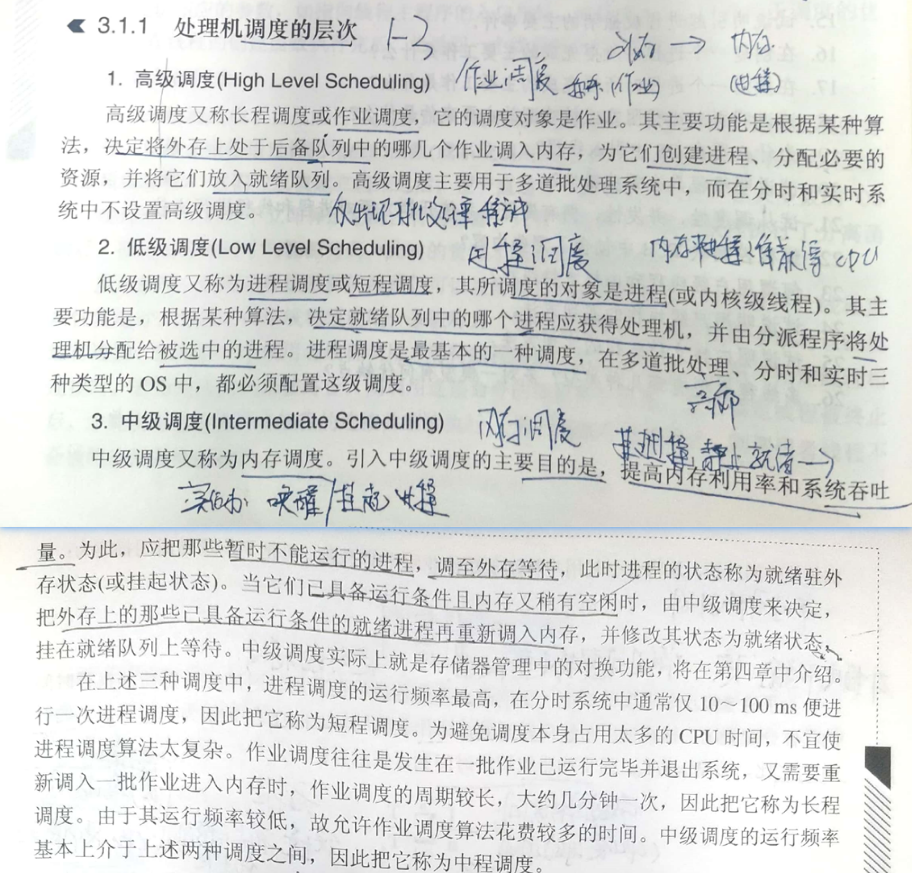 3.1.1 处理机调度的层次 1-3
外存 → 内存
1. 高级调度(High Level Scheduling) 作业调度 (作业) (进程)
高级调度又称长程调度或作业调度，它的调度对象是作业。其主要功能是根据某种算
法，决定将外存上处于后备队列中的哪几个作业调入内存，为它们创建进程、分配必要的
资源，并将它们放入就绪队列。高级调度主要用于多道批处理系统中，而在分时和实时系
统中不设置高级调度。
2. 低级调度(Low Level Scheduling) 进程调度 内存 进程谁获得CPU
低级调度又称为进程调度或短程调度，其所调度的对象是进程(或内核级线程)。其主
要功能是，根据某种算法，决定就绪队列中的哪个进程应获得处理机，并由分派程序将处
理机分配给被选中的进程。进程调度是最基本的一种调度，在多道批处理、分时和实时三
种类型的 OS 中，都必须配置这级调度。
3. 中级调度(Intermediate Scheduling) 内存调度
中级调度又称为内存调度。引入中级调度的主要目的是，提高内存利用率和系统吞吐
唤醒/挂起进程
量。为此，应把那些暂时不能运行的进程，调至外存等待，此时进程的状态称为就绪驻外
存状态(或挂起状态)。当它们已具备运行条件且内存又稍有空闲时，由中级调度来决定，
把外存上的那些已具备运行条件的就绪进程再重新调入内存，并修改其状态为就绪状态，
挂在就绪队列上等待。中级调度实际上就是存储器管理中的对换功能，将在第四章中介绍。
在上述三种调度中，进程调度的运行频率最高，在分时系统中通常仅 10～100 ms 便进
行一次进程调度，因此把它称为短程调度。为避免调度本身占用太多的 CPU 时间，不宜使
进程调度算法太复杂。作业调度往往是发生在一批作业已运行完毕并退出系统，又需要重
新调入一批作业进入内存时，作业调度的周期较长，大约几分钟一次，因此把它称为长程
调度。由于其运行频率较低，故允许作业调度算法花费较多的时间。中级调度的运行频率
基本上介于上述两种调度之间，因此把它称为中程调度。